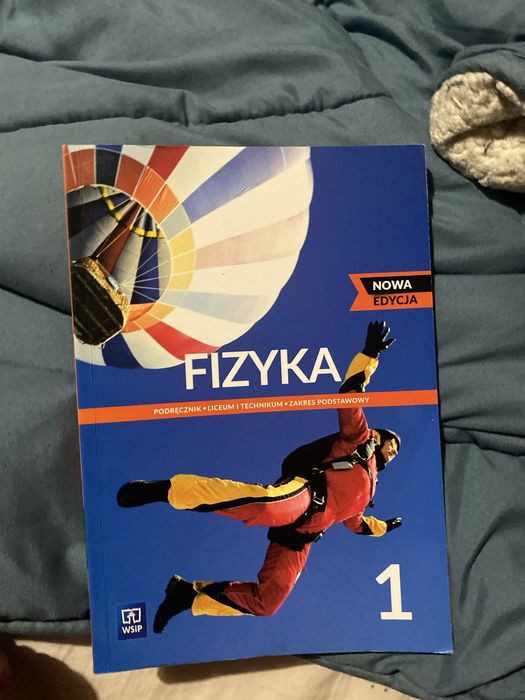 NOWA
EDYCJA
FIZYKA
PODRĘCZNIK • LICEUM I TECHNIKUM • ZAKRES PODSTAWOWY
1
WSiP